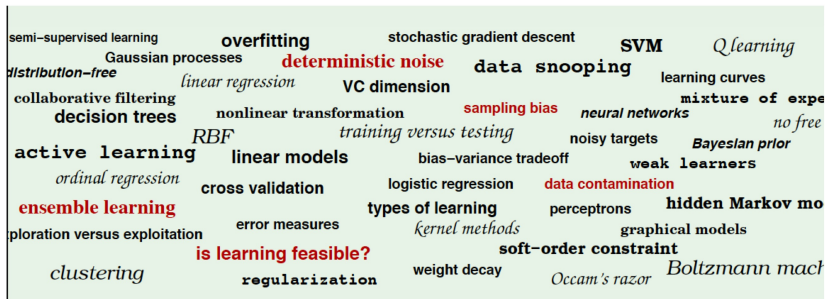 semi-supervised learning
overfitting
stochastic gradient descent
SVM
Q learning
Gaussian processes
deterministic noise
data snooping
distribution-free
linear regression
VC dimension
learning curves
collaborative filtering
mixture of expe
decision trees
nonlinear transformation
sampling bias
neural networks
no free
RBF
training versus testing
noisy targets
Bayesian prior
active learning
linear models
bias-variance tradeoff
weak learners
ordinal regression
cross validation
logistic regression
data contamination
ensemble learning
types of learning
perceptrons
hidden Markov mo
xploration versus exploitation
error measures
kernel methods
graphical models
is learning feasible?
soft-order constraint
clustering
regularization
weight decay
Occam's razor
Boltzmann mach